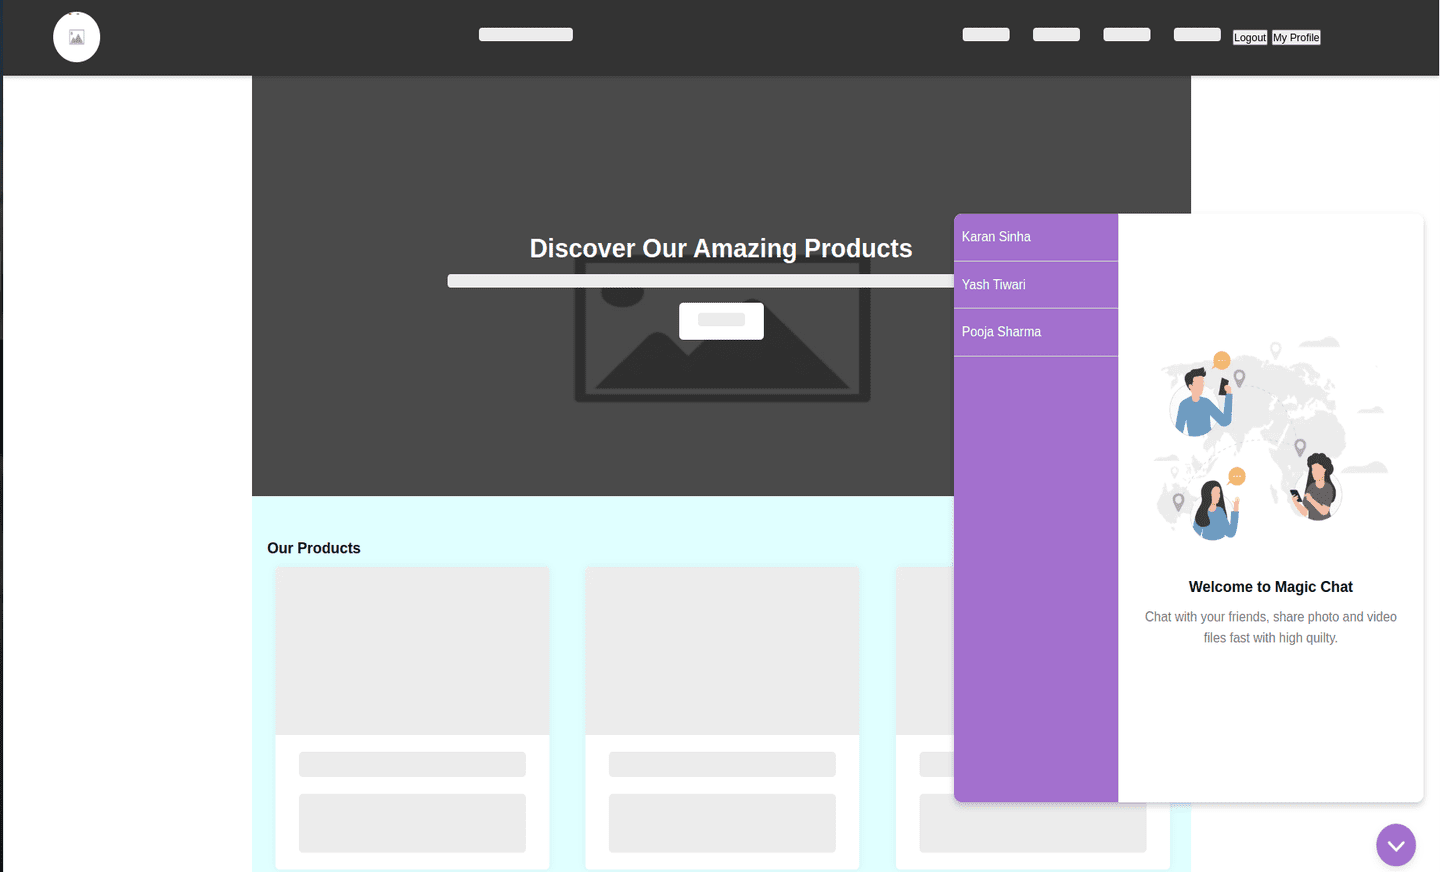 Logout My Profile
Discover Our Amazing Products
Karan Sinha
Yash Tiwari
Pooja Sharma
Welcome to Magic Chat
Chat with your friends, share photo and video
files fast with high quilty.
Our Products